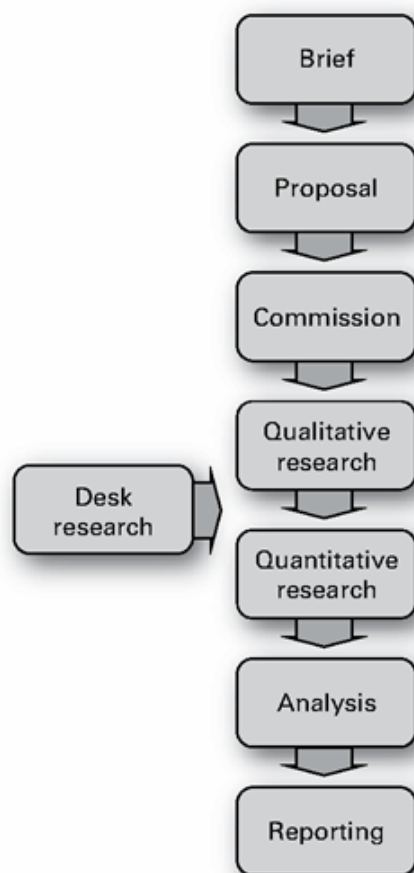 Brief
Proposal
Commission
Qualitative
research
Desk
research
Quantitative
research
Analysis
Reporting